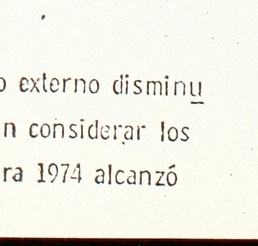 o externo disminu
n considerar los
ra 1974 alcanzó